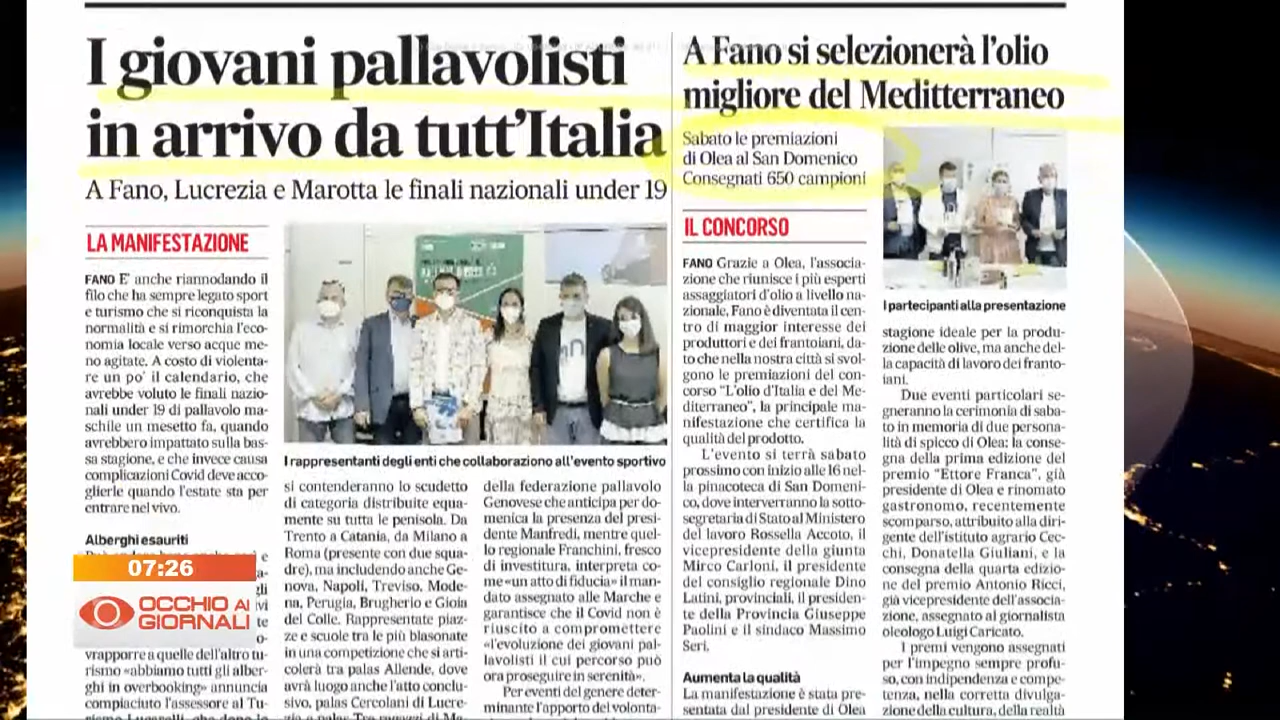 I giovani pallavolisti
in arrivo da tutt'Italia
A Fano, Lucrezia e Marotta le finali nazionali under 19
LA MANIFESTAZIONE
FANO E' anche riannodando il
filo che ha sempre legato sport
e turismo che si riconquista la
normalità e si rimorchia l'eco-
nomia locale verso acque me-
no agitate. A costo di violenta-
re un po' il calendario, che
avrebbe voluto le finali nazio-
nali under 19 di pallavolo ma-
schile un mesetto fa, quando
avrebbero impattato sulla bas-
sa stagione, e che invece causa
complicazioni Covid deve acco-
glierle quando l'estate sta per
entrare nel vivo.
Alberghi esauriti
vrapporre a quelle dell'altro tu-
rismo «abbiamo tutti gli alber-
ghi in overbooking» annuncia
compiaciuto l'assessore al Tu-
I rappresentanti degli enti che collaborazione all'evento sportivo
si contenderanno lo scudetto
di categoria distribuite equa-
mente su tutta le penisola. Da
Trento a Catania, da Milano a
Roma (presente con due squa-
dre), ma includendo anche Ge-
nova, Napoli, Treviso, Mode-
na, Perugia, Brugherio e Gioia
del Colle. Rappresentate piaz-
ze e scuole tra le più blasonate
in una competizione che si arti-
colerà tra palas Allende, dove
avrà luogo anche l'atto conclu-
sivo, palas Cercolani di Lucre-
della federazione pallavolo
Genovese che anticipa per do-
menica la presenza del presi-
dente Manfredi, mentre quel-
lo regionale Franchini, fresco
di investitura, interpreta co-
me «un atto di fiducia» il man-
dato assegnato alle Marche e
garantisce che il Covid non è
riuscito a compromettere
«l'evoluzione dei giovani pal-
lavolisti il cui percorso può
ora proseguire in serenità».
Per eventi del genere deter-
minante l'apporto del volonta-
A Fano si selezionerà l'olio
migliore del Meditterraneo
Sabato le premiazioni
di Olea al San Domenico
Consegnati 650 campioni
IL CONCORSO
FANO Grazie a Olea, l'associa-
zione che riunisce i più esperti
assaggiatori d'olio a livello na-
zionale, Fano è diventata il cen-
tro di maggior interesse dei
produttori e dei frantoiani, da-
to che nella nostra città si svol-
gono le premiazioni del con-
corso "L'olio d'Italia e del Me-
diterraneo", la principale ma-
nifestazione che certifica la
qualità del prodotto.
L'evento si terrà sabato
prossimo con inizio alle 16 nel-
la pinacoteca di San Domeni-
co, dove interverranno la sotto-
segretaria di Stato al Ministero
del lavoro Rossella Accoto, il
vicepresidente della giunta
Mirco Carloni, il presidente
del consiglio regionale Dino
Latini, provinciali, il presiden-
te della Provincia Giuseppe
Paolini e il sindaco Massimo
Seri.
Aumenta la qualità
La manifestazione è stata pre-
sentata dal presidente di Olea
I partecipanti alla presentazione
stagione ideale per la produ-
zione delle olive, ma anche del-
la capacità di lavoro dei franto-
iani.
Due eventi particolari se-
gneranno la cerimonia di saba-
to in memoria di due persona-
lità di spicco di Olea: la conse-
gna della prima edizione del
premio "Ettore Franca", già
presidente di Olea e rinomato
gastronomo, recentemente
scomparso, attribuito alla diri-
gente dell'istituto agrario Cec-
chi, Donatella Giuliani, e la
consegna della quarta edizio-
ne del premio Antonio Ricci,
già vicepresidente dell'associa-
zione, assegnato al giornalista
oleologo Luigi Caricato.
I premi vengono assegnati
per l'impegno sempre profu-
so, con indipendenza e compe-
tenza, nella corretta divulga-
zione della cultura, della realtà
07:26
OCCHIO AI
GIORNALI